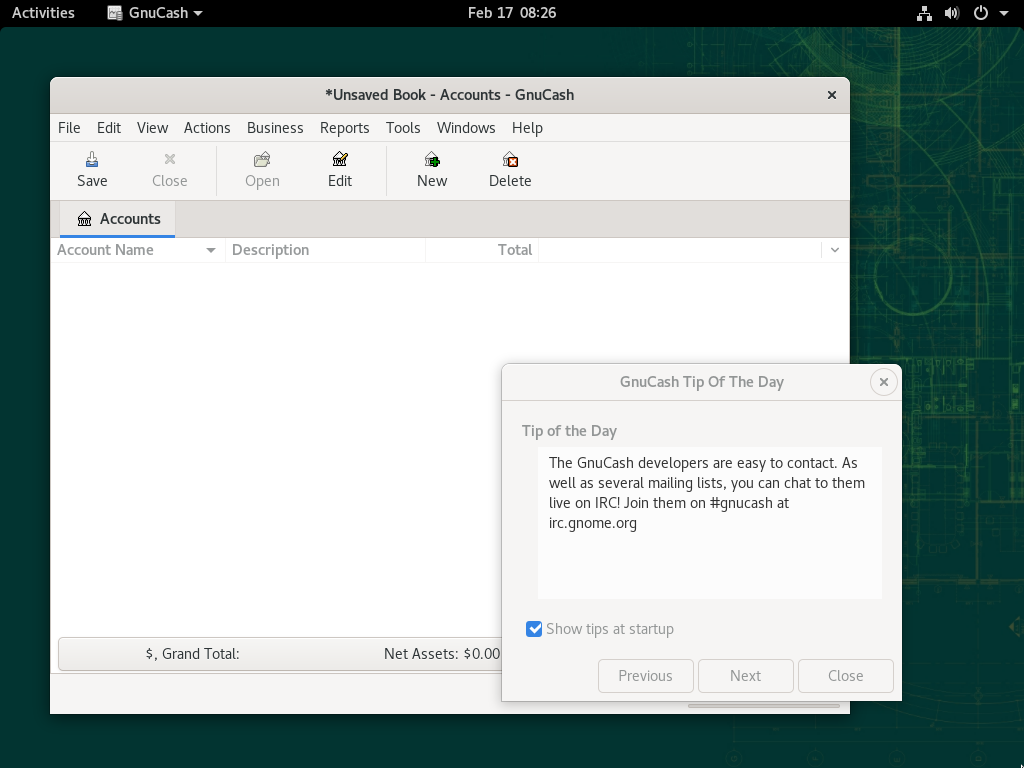 Activities GnuCash Feb 17 08:26
*Unsaved Book - Accounts - GnuCash
File Edit View Actions Business Reports Tools Windows Help
Save Close Open Edit New Delete
Accounts
Account Name Description Total
GnuCash Tip Of The Day
Tip of the Day
The GnuCash developers are easy to contact. As
well as several mailing lists, you can chat to them
live on IRC! Join them on #gnucash at
irc.gnome.org
Show tips at startup
$, Grand Total: Net Assets: $0.00
Previous Next Close